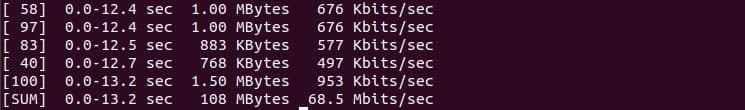 [ 58]  0.0-12.4 sec  1.00 MBytes   676 Kbits/sec
[ 97]  0.0-12.4 sec  1.00 MBytes   676 Kbits/sec
[ 83]  0.0-12.5 sec   883 KBytes   577 Kbits/sec
[ 40]  0.0-12.7 sec   768 KBytes   497 Kbits/sec
[100]  0.0-13.2 sec  1.50 MBytes   953 Kbits/sec
[SUM]  0.0-13.2 sec   108 MBytes  68.5 Mbits/sec